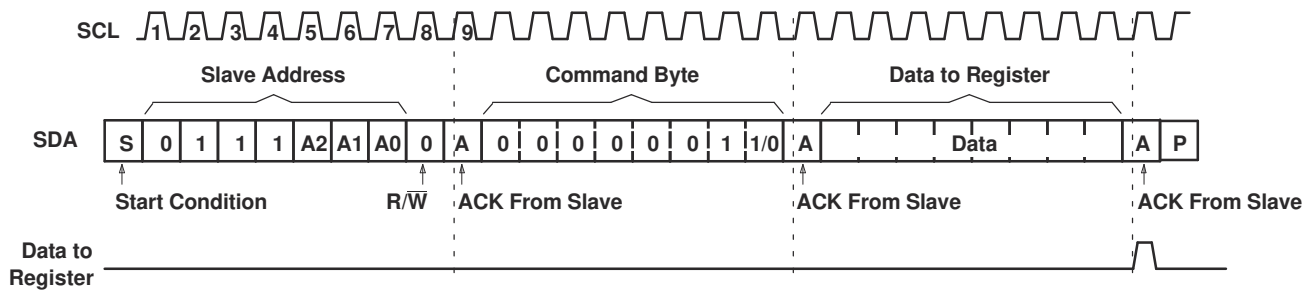 SCL 1 2 3 4 5 6 7 8 9
Slave Address Command Byte Data to Register
SDA S 0 1 1 1 A2 A1 A0 0 A 0 0 0 0 0 0 1 1/0 A Data A P
Start Condition R/W̅ ACK From Slave ACK From Slave ACK From Slave
Data to
Register